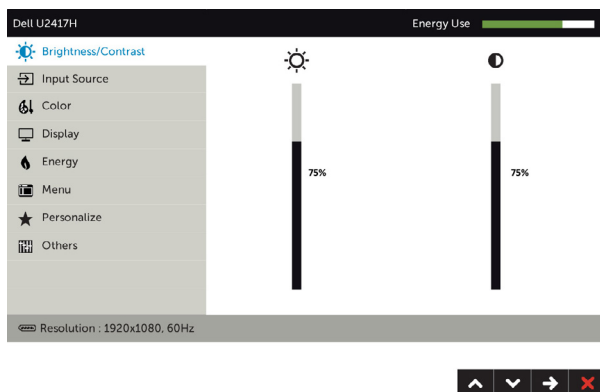 Dell U2417H
Energy Use
Brightness/Contrast
Input Source
Color
Display
Energy
Menu
Personalize
Others
75%
75%
Resolution : 1920x1080, 60Hz